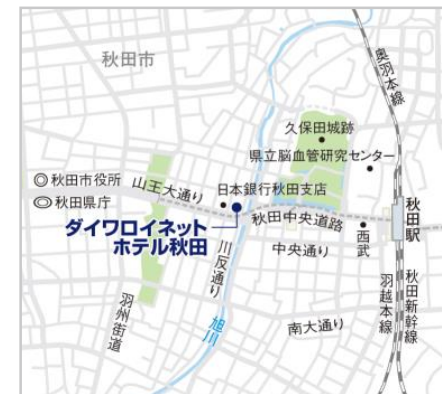 秋田市
奥羽本線
久保田城跡
県立脳血管研究センター
秋田市役所
秋田県庁
山王大通り
日本銀行秋田支店
秋田駅
ダイワロイネット
ホテル秋田
秋田中央道路
西武
川反通り
中央通り
羽州街道
旭川
南大通り
羽越本線
秋田新幹線